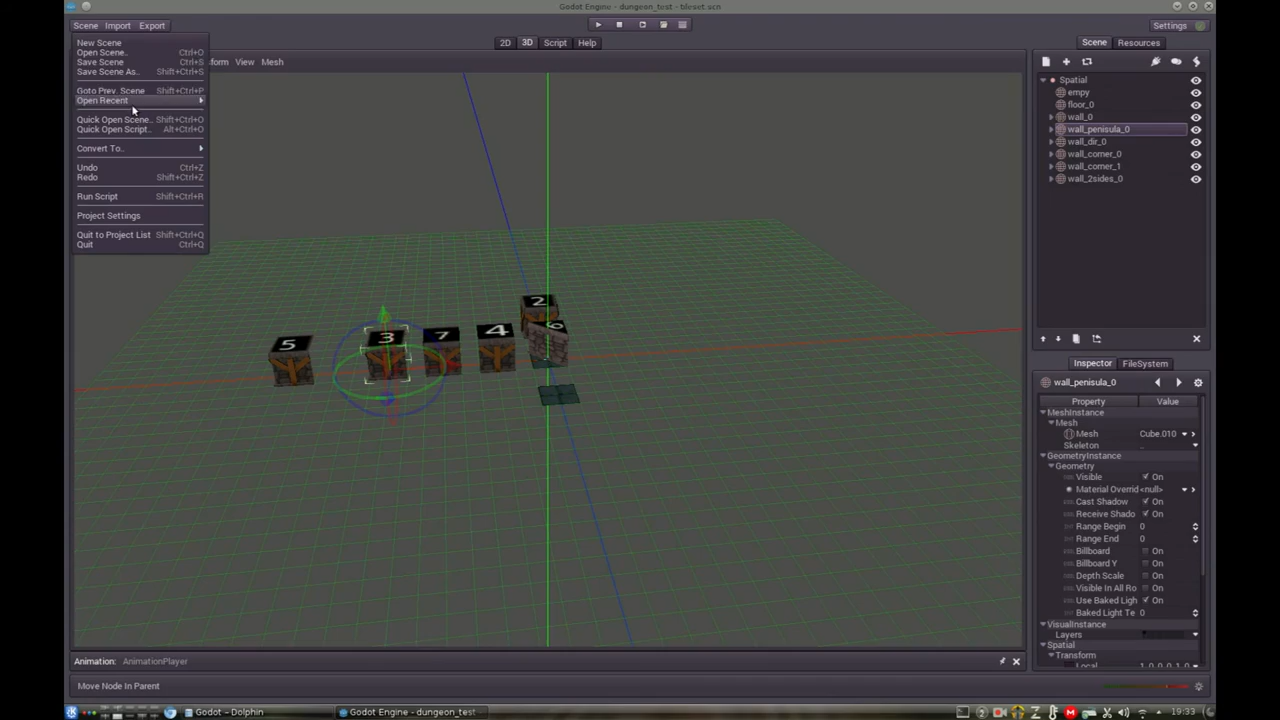 Godot Engine - dungeon_test - tileset.scn
Scene Import Export
Settings
2D 3D Script Help
Scene Resources
New Scene
Open Scene.. Ctrl+O
Save Scene Ctrl+S
Save Scene As.. Shift+Ctrl+S
Goto Prev. Scene Shift+Ctrl+P
Open Recent
Quick Open Scene.. Shift+Ctrl+O
Quick Open Script.. Alt+Ctrl+O
Convert To..
Undo Ctrl+Z
Redo Shift+Ctrl+Z
Run Script Shift+Ctrl+R
Project Settings
Quit to Project List Shift+Ctrl+Q
Quit Ctrl+Q
View Mesh
Spatial
empy
floor_0
wall_0
wall_penisula_0
wall_dir_0
wall_corner_0
wall_corner_1
wall_2sides_0
5 3 7 4 2 6
Inspector FileSystem
wall_penisula_0
Property Value
MeshInstance
Mesh
Mesh Cube.010
Skeleton ..
GeometryInstance
Geometry
Visible On
Material Overrid <null>
Cast Shadow On
Receive Shado On
Range Begin 0
Range End 0
Billboard On
Billboard Y On
Depth Scale On
Visible In All Ro On
Use Baked Ligh On
Baked Light Te 0
VisualInstance
Layers
Spatial
Transform
Animation: AnimationPlayer
Move Node In Parent
Godot – Dolphin
Godot Engine - dungeon_test
19:33